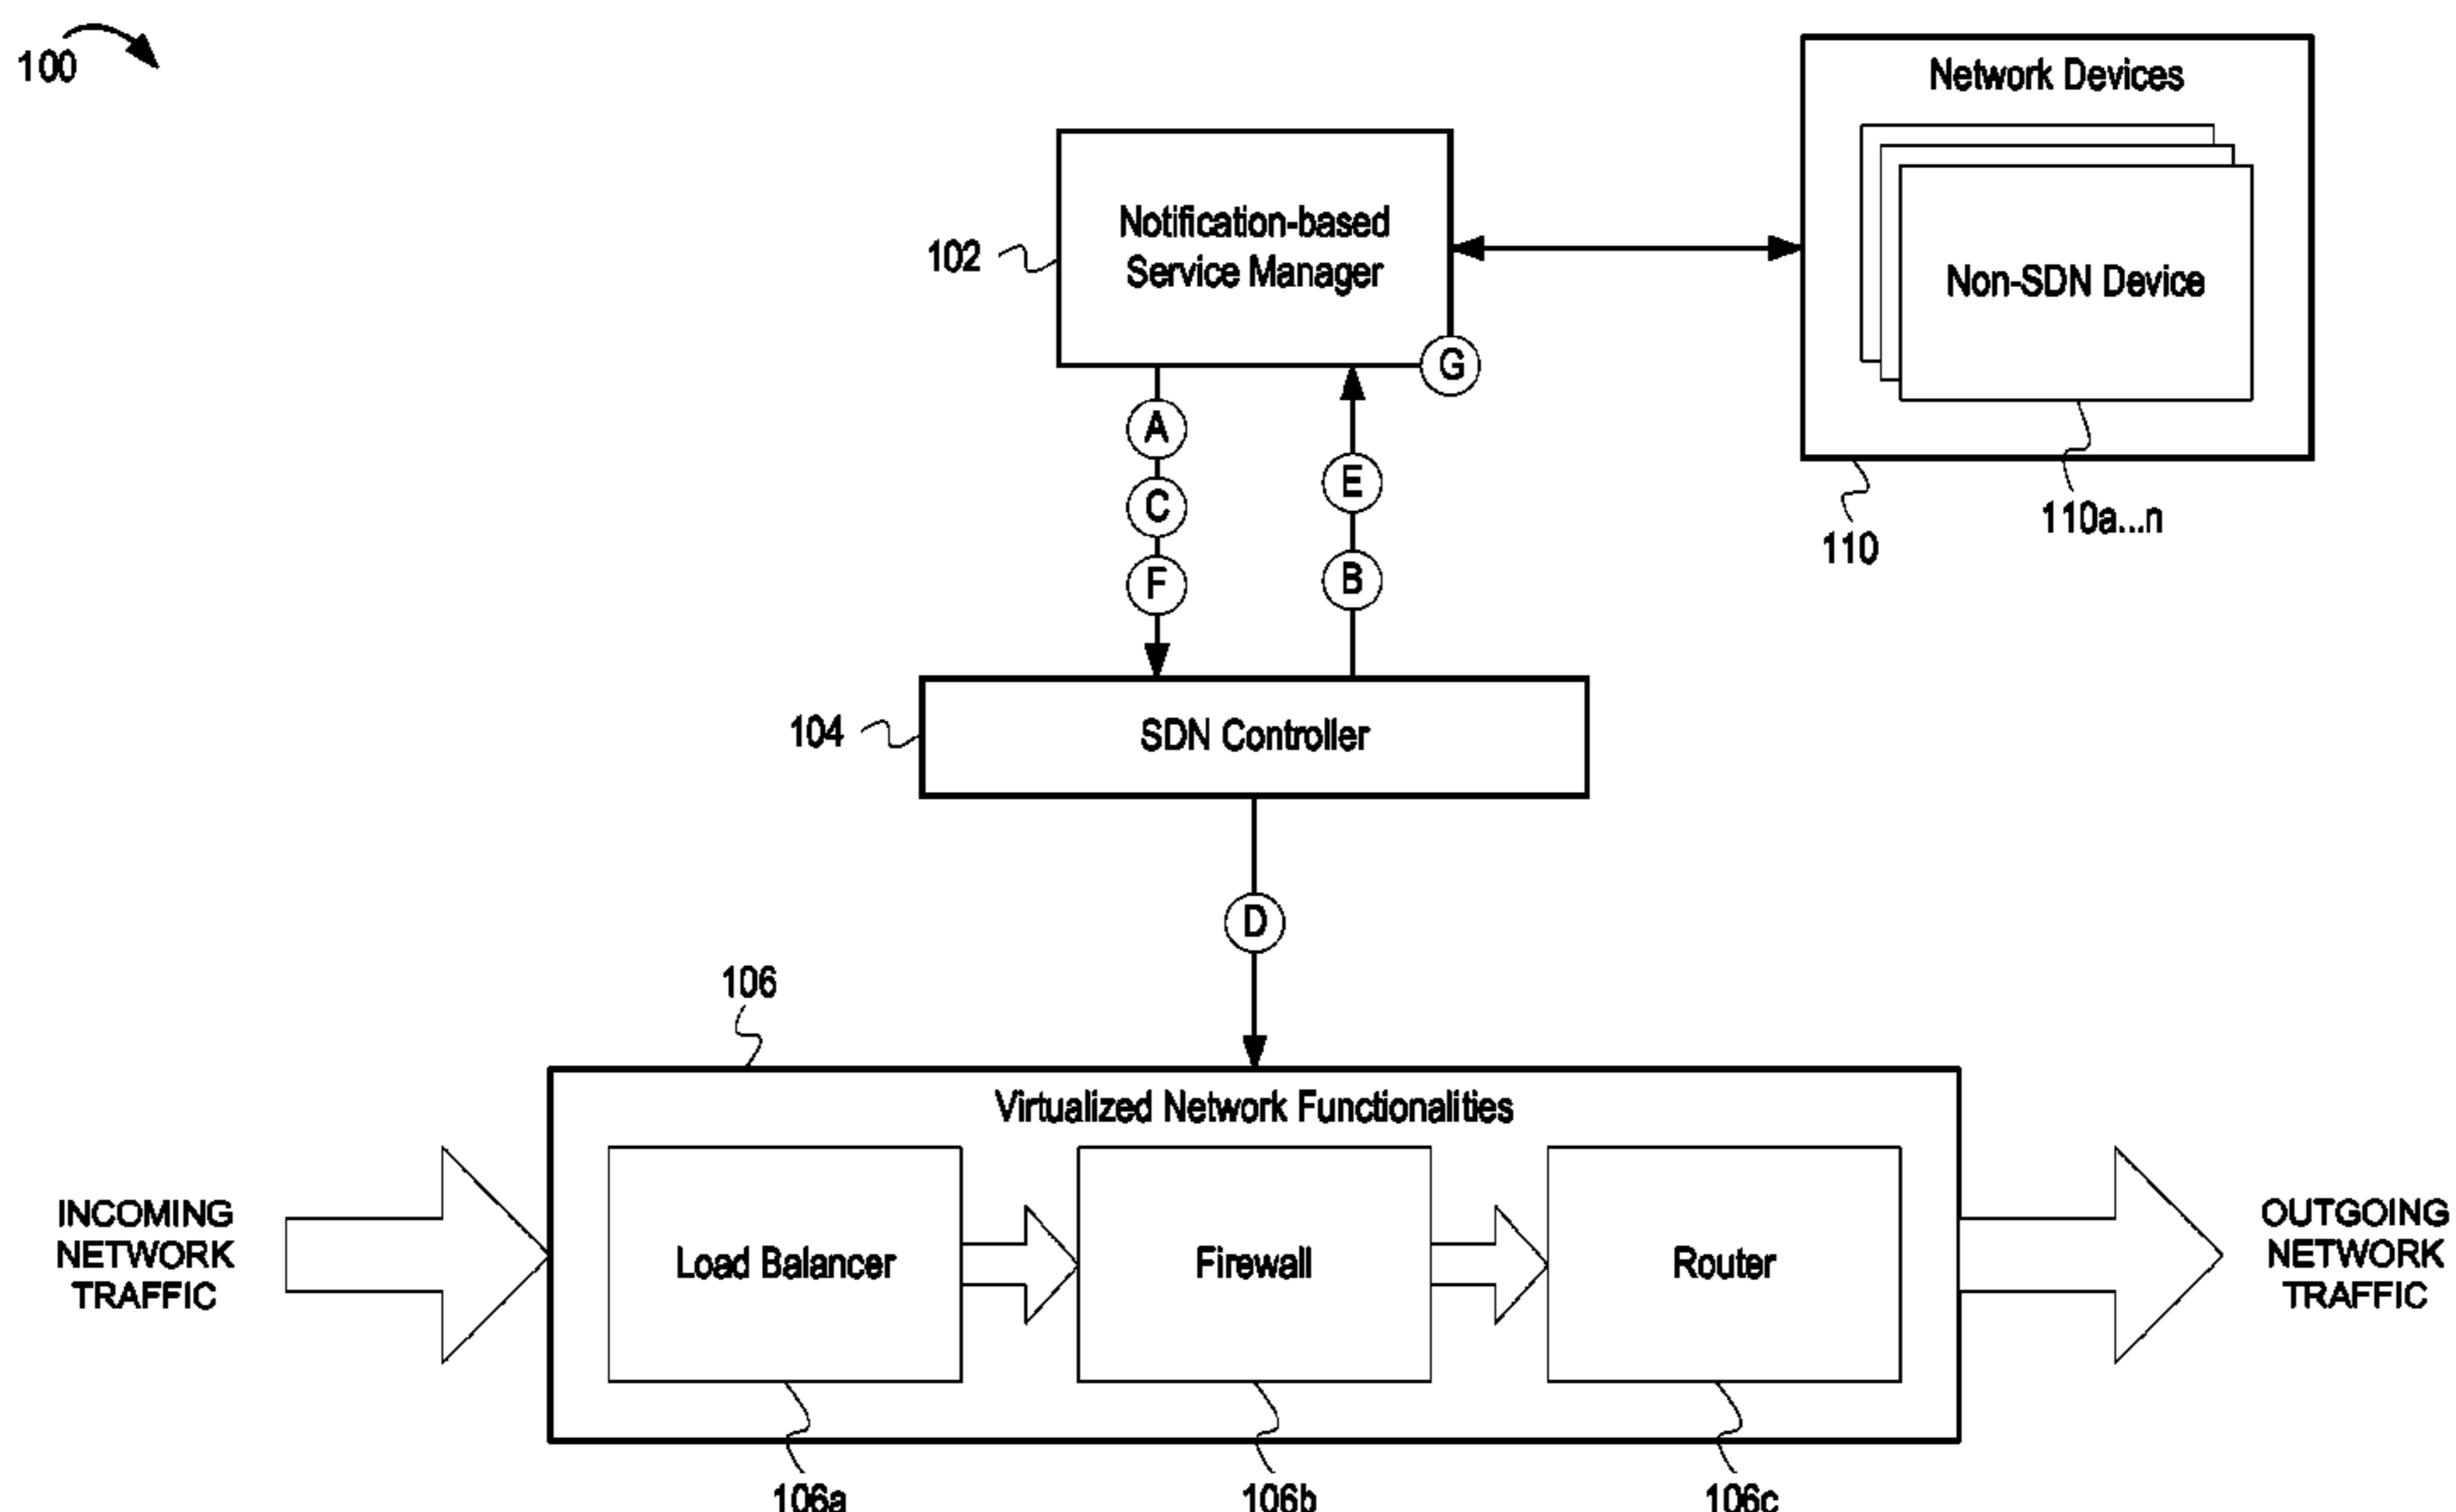 100
Network Devices
Notification-based
Service Manager
102
Non-SDN Device
G
A
C
F
E
B
110a...n
110
104
SDN Controller
D
106
Virtualized Network Functionalities
INCOMING
NETWORK
TRAFFIC
Load Balancer
Firewall
Router
OUTGOING
NETWORK
TRAFFIC
106a
106b
106c